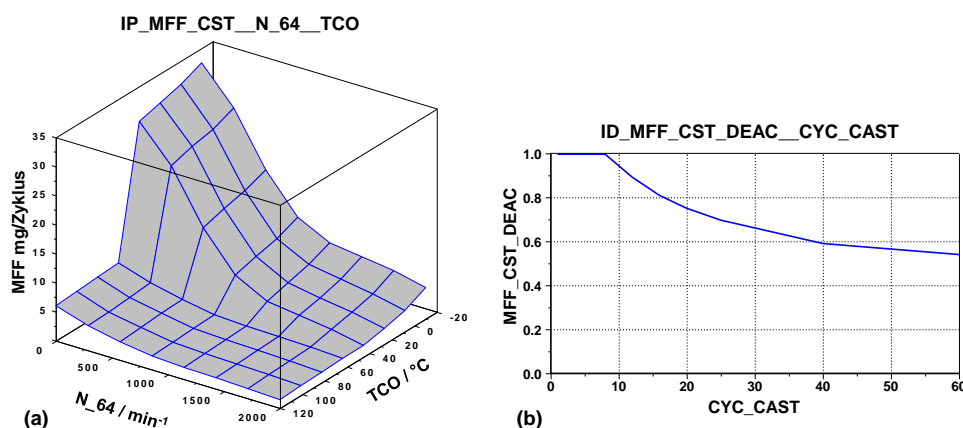 IP_MFF_CST__N_64__TCO
MFF mg/Zyklus
35
30
25
20
15
10
5
0
0
500
1000
1500
2000
N_64 / min-1
120
100
80
60
40
20
0
-20
TCO / °C
(a)
ID_MFF_CST_DEAC__CYC_CAST
MFF_CST_DEAC
1.0
0.8
0.6
0.4
0.2
0.0
0 10 20 30 40 50 60
CYC_CAST
(b)